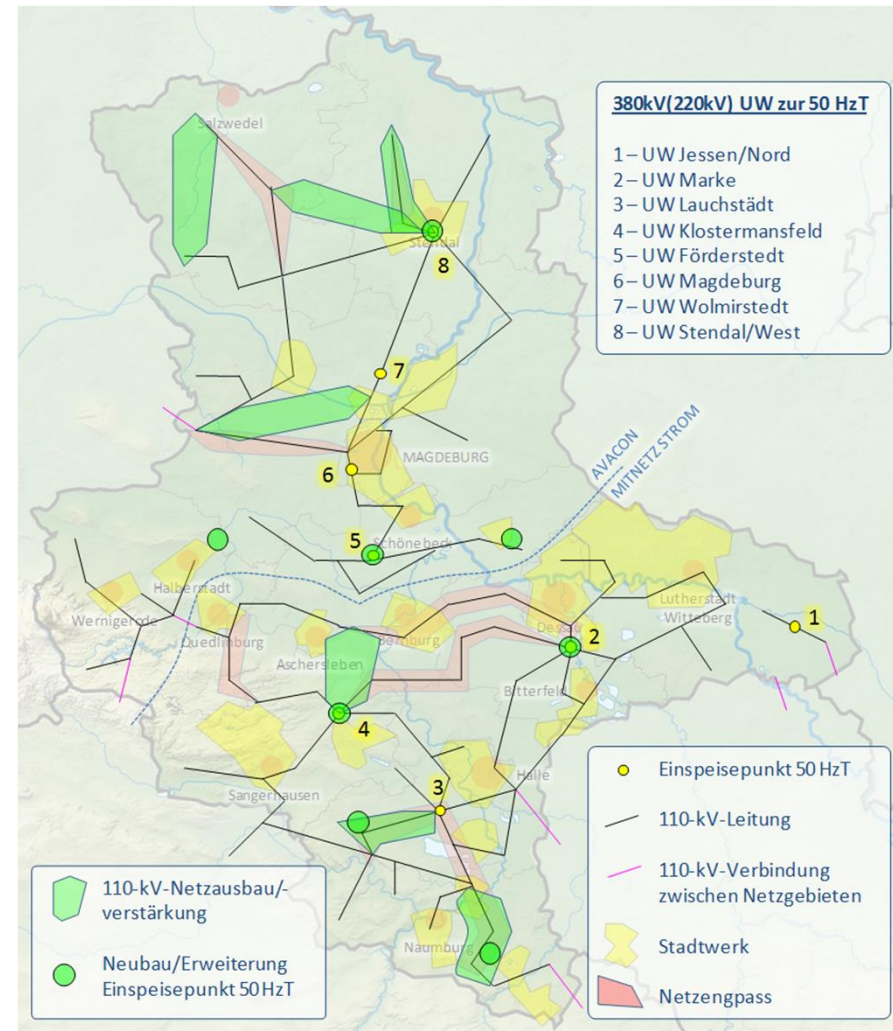 380kV(220kV) UW zur 50 HzT
1 – UW Jessen/Nord
2 – UW Marke
3 – UW Lauchstädt
4 – UW Klostermansfeld
5 – UW Förderstedt
6 – UW Magdeburg
7 – UW Wolmirstedt
8 – UW Stendal/West
Salzwedel
Stendal
8
7
MAGDEBURG
6
AVACON
MITNETZ STROM
5
Schönebeck
Halberstadt
Wernigerode
Quedlinburg
Aschersleben
Bernburg
Dessau
Lutherstadt
Witteberg
1
2
Bitterfeld
4
3
Halle
Sangerhausen
Naumburg
Einspeisepunkt 50 HzT
110-kV-Leitung
110-kV-Verbindung
zwischen Netzgebieten
Stadtwerk
Netzengpass
110-kV-Netzausbau/-
verstärkung
Neubau/Erweiterung
Einspeisepunkt 50 HzT